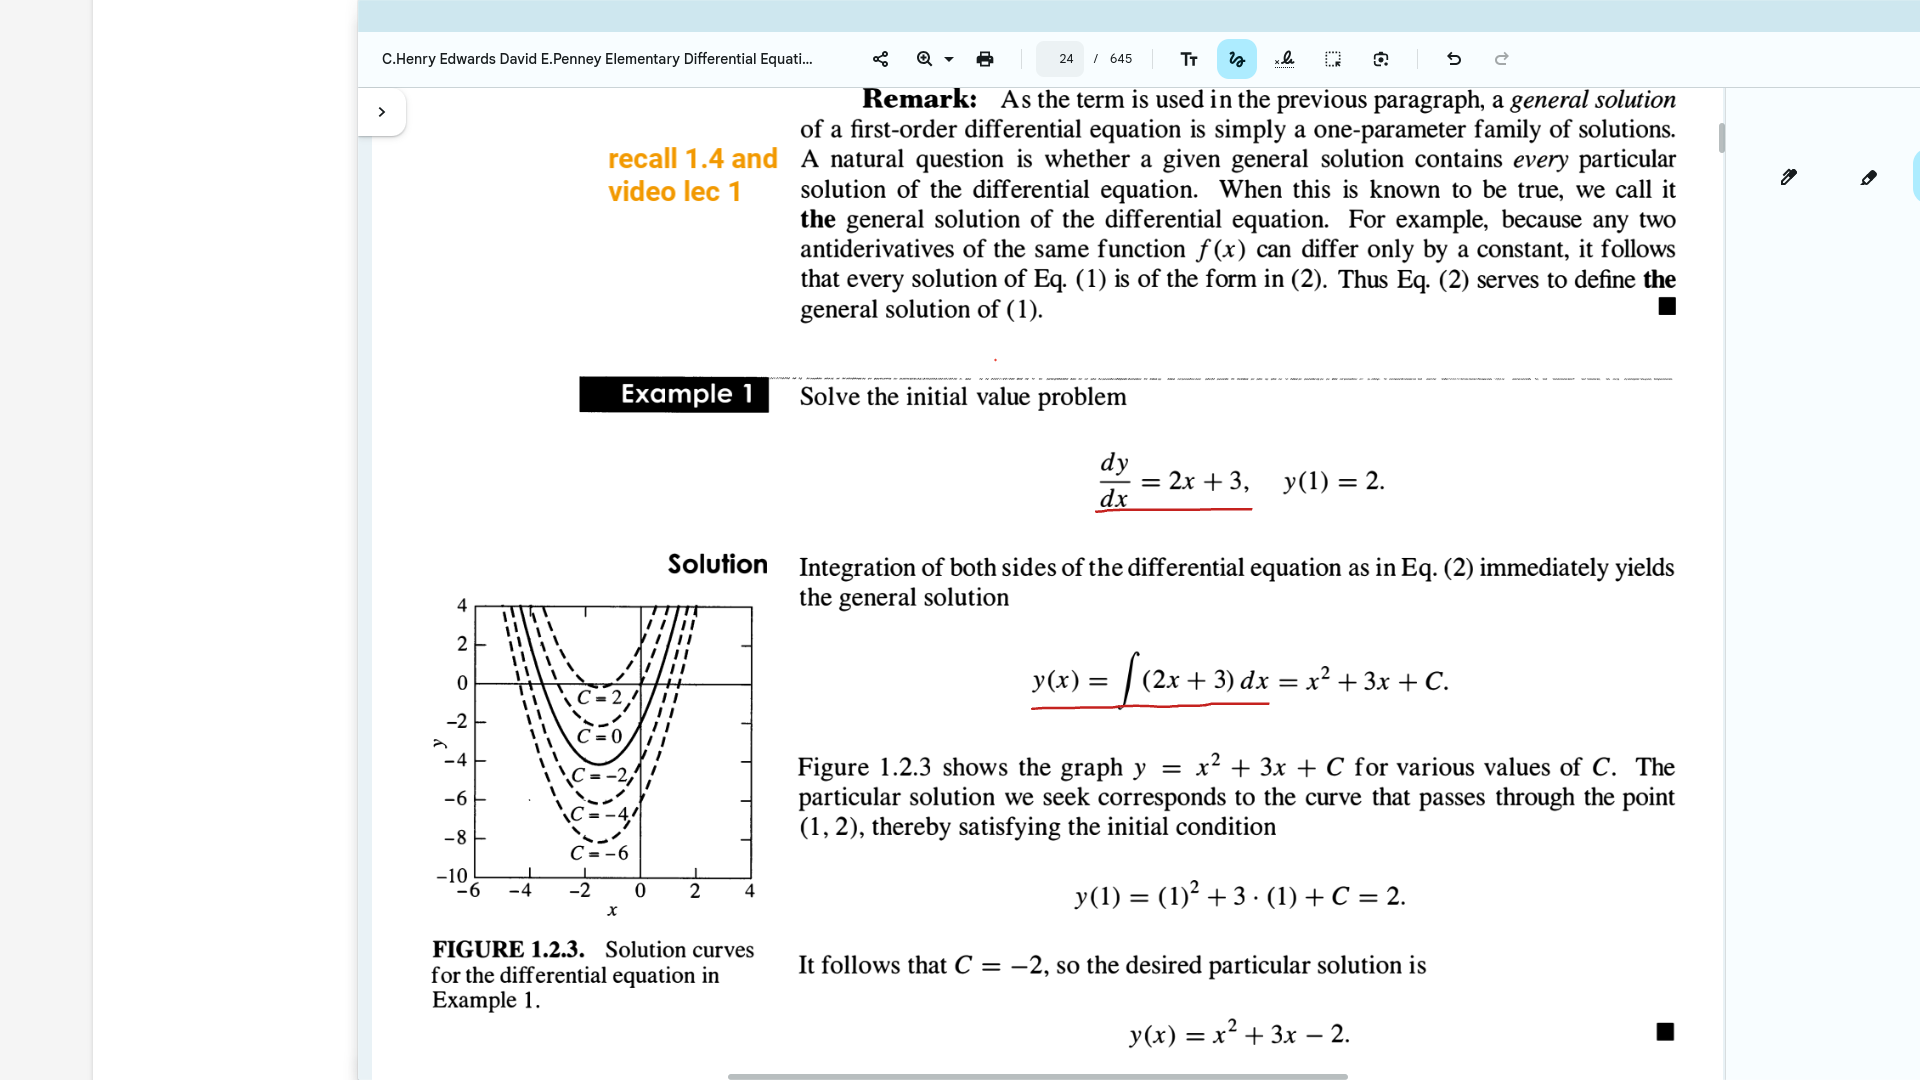 C.Henry Edwards David E.Penney Elementary Differential Equati...
24 / 645
Remark: As the term is used in the previous paragraph, a general solution
of a first-order differential equation is simply a one-parameter family of solutions.
recall 1.4 and
video lec 1
A natural question is whether a given general solution contains every particular
solution of the differential equation. When this is known to be true, we call it
the general solution of the differential equation. For example, because any two
antiderivatives of the same function f(x) can differ only by a constant, it follows
that every solution of Eq. (1) is of the form in (2). Thus Eq. (2) serves to define the
general solution of (1).
Example 1
Solve the initial value problem
dy/dx = 2x + 3, y(1) = 2.
Solution
Integration of both sides of the differential equation as in Eq. (2) immediately yields
the general solution
y(x) = ∫(2x + 3) dx = x² + 3x + C.
Figure 1.2.3 shows the graph y = x² + 3x + C for various values of C. The
particular solution we seek corresponds to the curve that passes through the point
(1, 2), thereby satisfying the initial condition
y(1) = (1)² + 3 · (1) + C = 2.
It follows that C = −2, so the desired particular solution is
y(x) = x² + 3x − 2.
4
2
0
−2
−4
−6
−8
−10
y
C = 2
C = 0
C = −2
C = −4
C = −6
−6 −4 −2 0 2 4
x
FIGURE 1.2.3. Solution curves
for the differential equation in
Example 1.